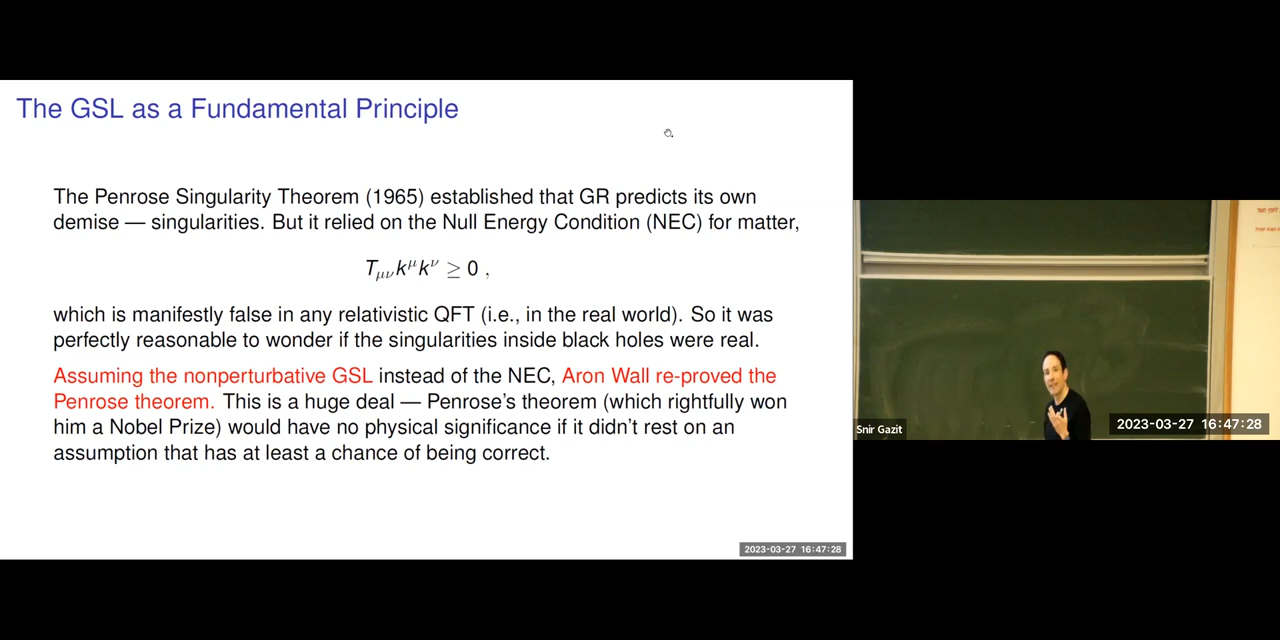 The GSL as a Fundamental Principle
The Penrose Singularity Theorem (1965) established that GR predicts its own
demise — singularities. But it relied on the Null Energy Condition (NEC) for matter,
T_{μν}k^μk^ν ≥ 0 ,
which is manifestly false in any relativistic QFT (i.e., in the real world). So it was
perfectly reasonable to wonder if the singularities inside black holes were real.
Assuming the nonperturbative GSL instead of the NEC, Aron Wall re-proved the
Penrose theorem. This is a huge deal — Penrose's theorem (which rightfully won
him a Nobel Prize) would have no physical significance if it didn't rest on an
assumption that has at least a chance of being correct.
2023-03-27 16:47:28
Snir Gazit
2023-03-27 16:47:28